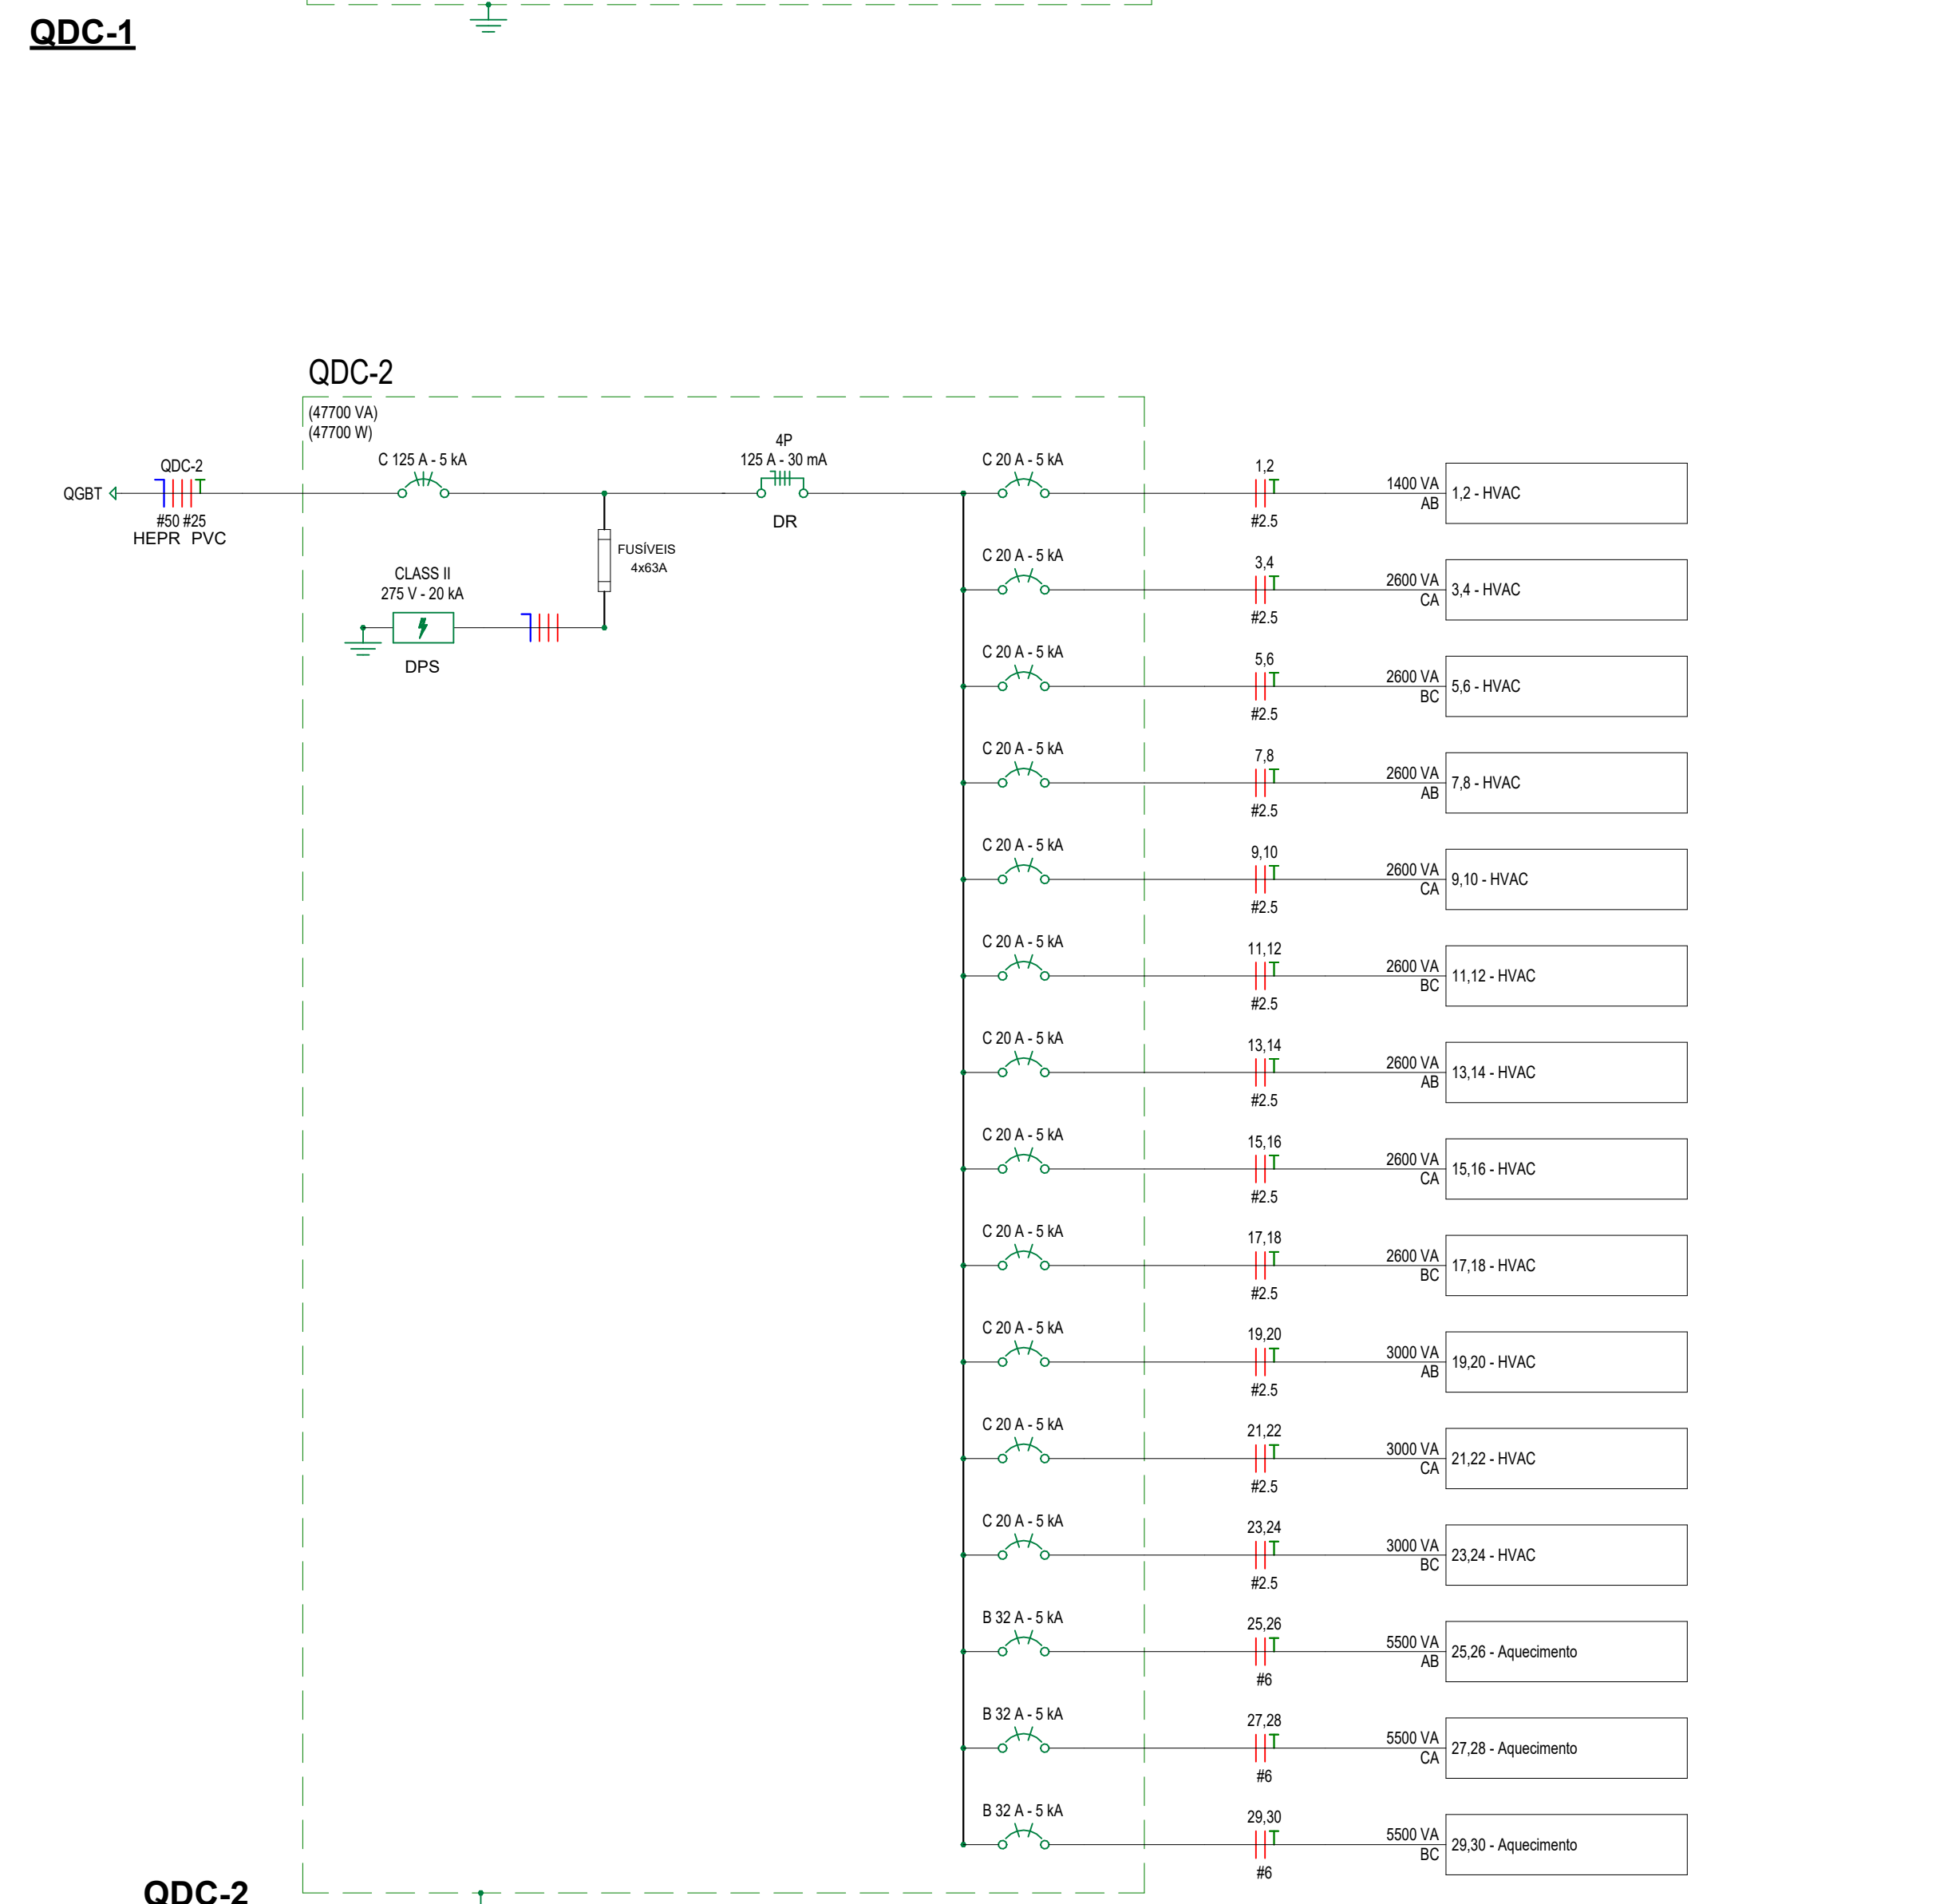 QDC-1
QDC-2
(47700 VA)
(47700 W)
QDC-2
QGBT
#50 #25
HEPR PVC
C 125 A - 5 kA
4P
125 A - 30 mA
DR
FUSÍVEIS
4x63A
CLASS II
275 V - 20 kA
DPS
C 20 A - 5 kA
1,2
#2.5
1400 VA
AB
1,2 - HVAC
C 20 A - 5 kA
3,4
#2.5
2600 VA
CA
3,4 - HVAC
C 20 A - 5 kA
5,6
#2.5
2600 VA
BC
5,6 - HVAC
C 20 A - 5 kA
7,8
#2.5
2600 VA
AB
7,8 - HVAC
C 20 A - 5 kA
9,10
#2.5
2600 VA
CA
9,10 - HVAC
C 20 A - 5 kA
11,12
#2.5
2600 VA
BC
11,12 - HVAC
C 20 A - 5 kA
13,14
#2.5
2600 VA
AB
13,14 - HVAC
C 20 A - 5 kA
15,16
#2.5
2600 VA
CA
15,16 - HVAC
C 20 A - 5 kA
17,18
#2.5
2600 VA
BC
17,18 - HVAC
C 20 A - 5 kA
19,20
#2.5
3000 VA
AB
19,20 - HVAC
C 20 A - 5 kA
21,22
#2.5
3000 VA
CA
21,22 - HVAC
C 20 A - 5 kA
23,24
#2.5
3000 VA
BC
23,24 - HVAC
B 32 A - 5 kA
25,26
#6
5500 VA
AB
25,26 - Aquecimento
B 32 A - 5 kA
27,28
#6
5500 VA
CA
27,28 - Aquecimento
B 32 A - 5 kA
29,30
#6
5500 VA
BC
29,30 - Aquecimento
QDC-2